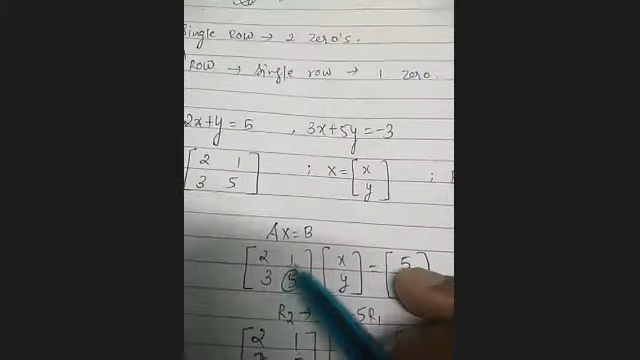 Single Row → 2 zero's.
Row → single row → 1 zero.
2x+y = 5 , 3x+5y = -3
[2 1
3 5] ; X = [x
y] ;
AX = B
[2 1
3 5] [x
y] = [5
R2 → -5R1
[2 1